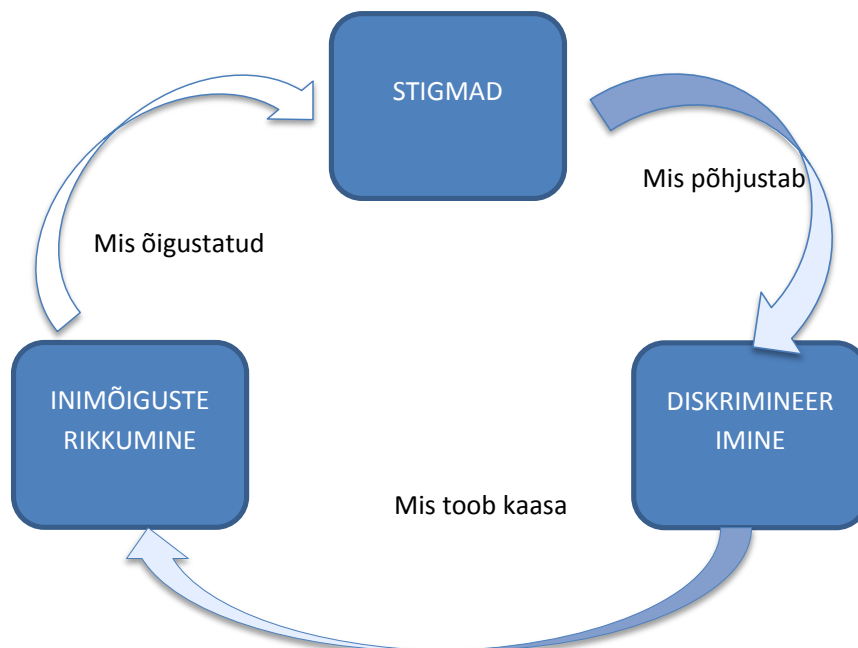 STIGMAD
Mis põhjustab
Mis õigustatud
INIMÕIGUSTE
RIKKUMINE
DISKRIMINEER
IMINE
Mis toob kaasa